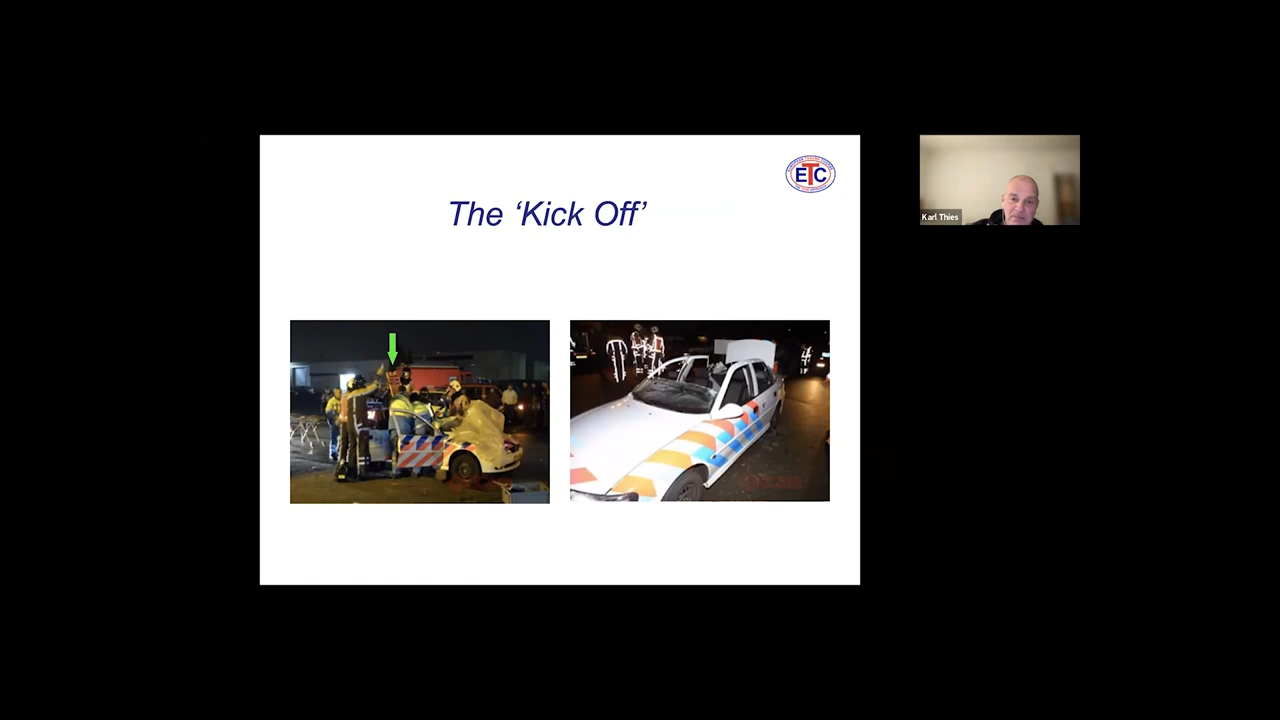 ETC
The ‘Kick Off’
Karl Thies